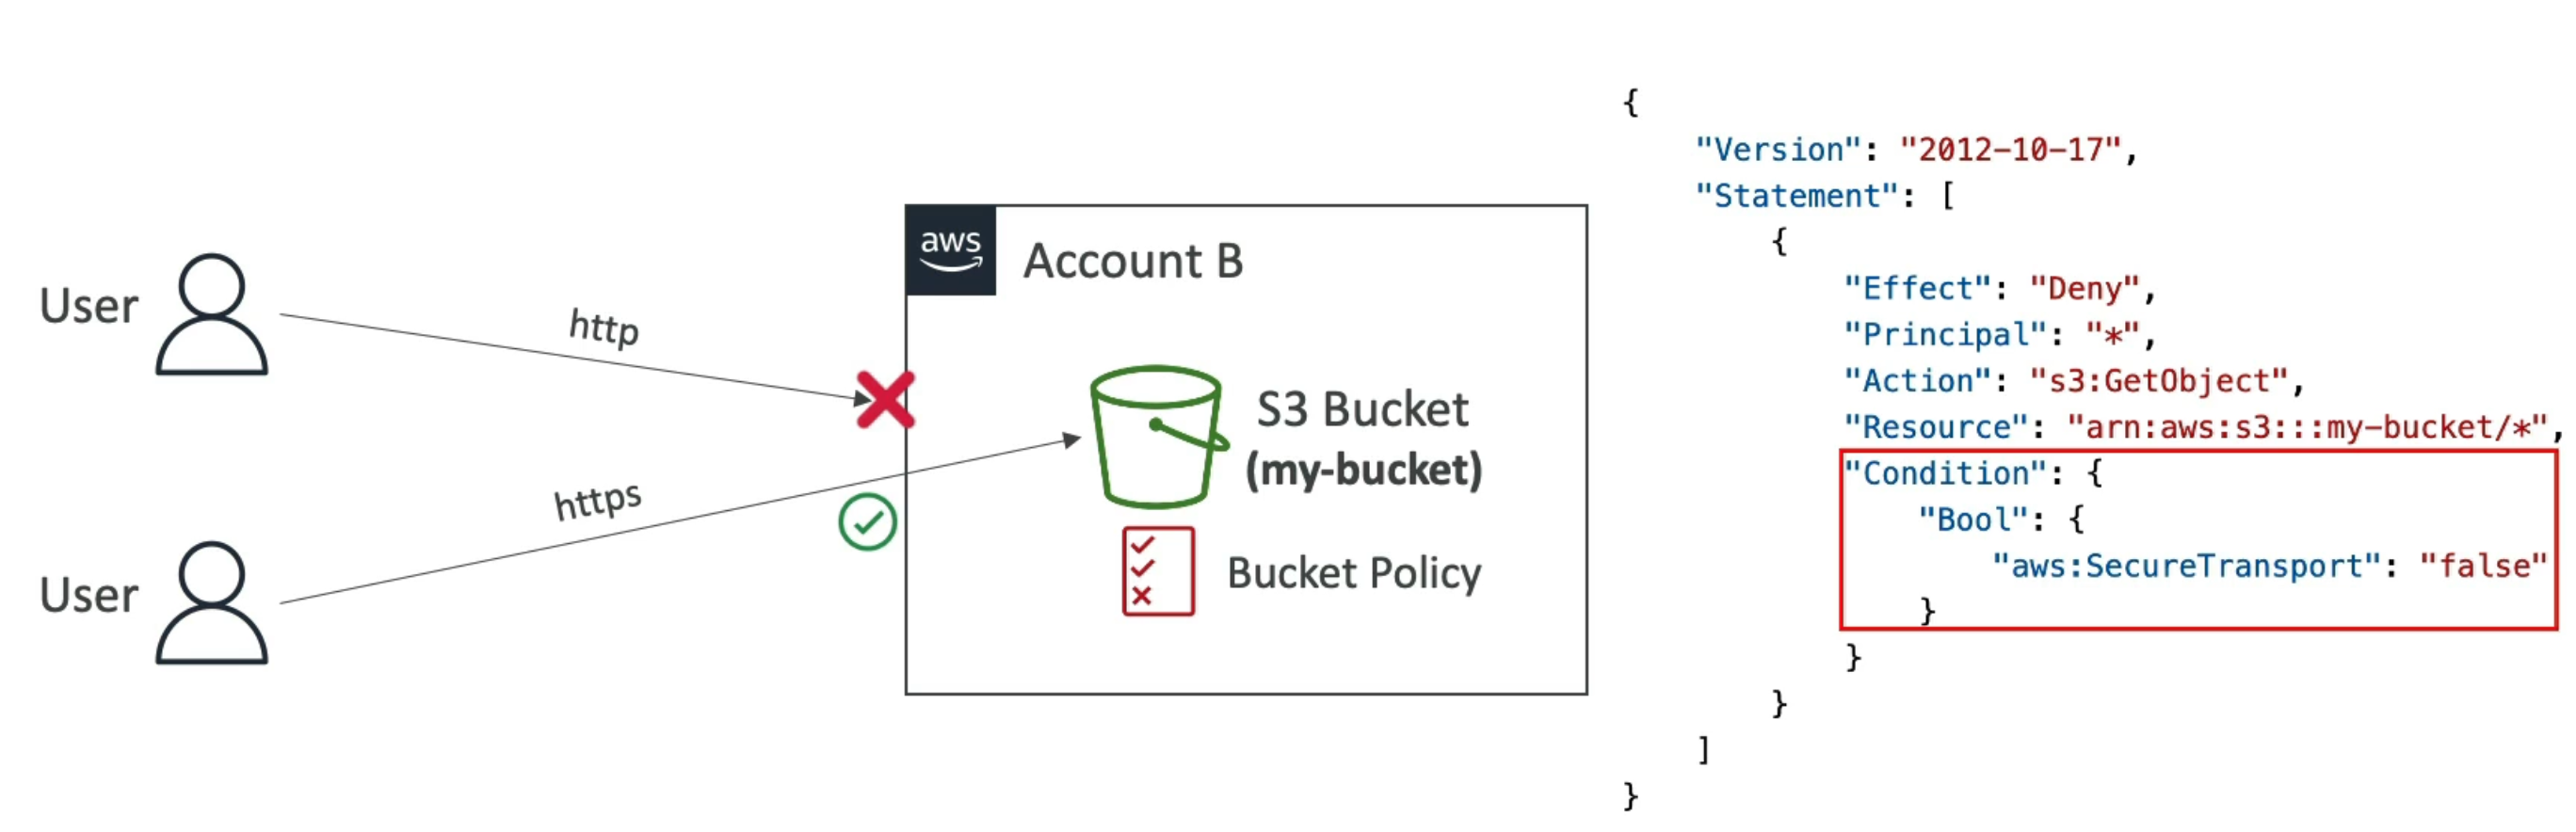 User
http
User
https
aws
Account B
S3 Bucket
(my-bucket)
Bucket Policy
{
"Version": "2012-10-17",
"Statement": [
{
"Effect": "Deny",
"Principal": "*",
"Action": "s3:GetObject",
"Resource": "arn:aws:s3:::my-bucket/*",
"Condition": {
"Bool": {
"aws:SecureTransport": "false"
}
}
}
]
}